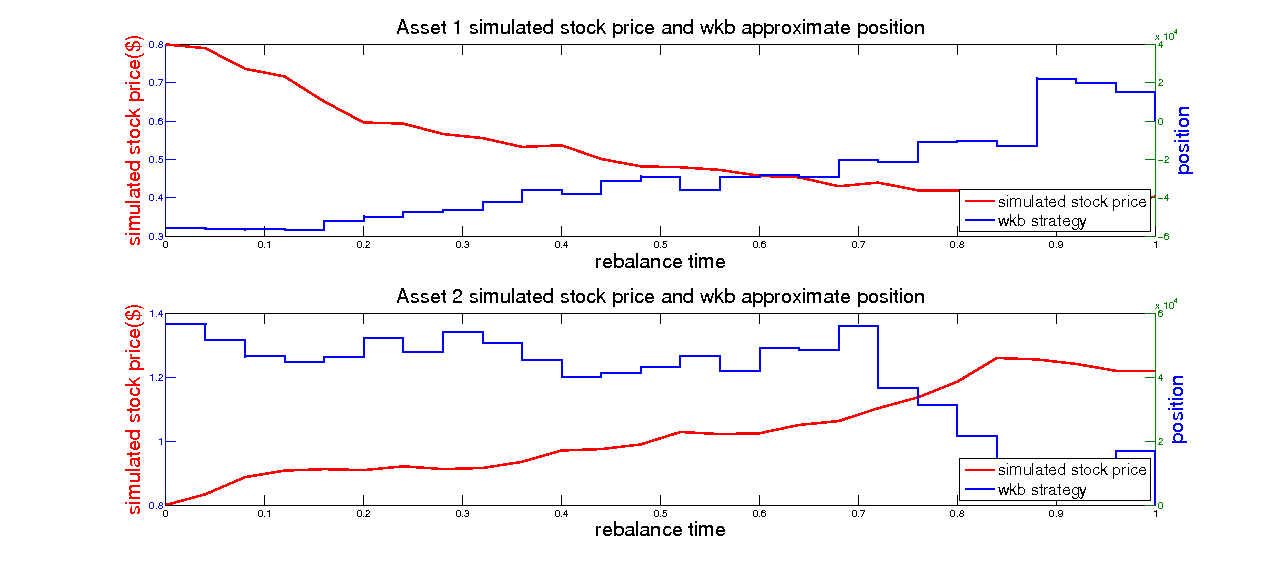 Asset 1 simulated stock price and wkb approximate position
x 10^4
simulated stock price($)
0.8
0.7
0.6
0.5
0.4
0.3
4
2
0
-2
-4
-6
position
simulated stock price
wkb strategy
0 0.1 0.2 0.3 0.4 0.5 0.6 0.7 0.8 0.9 1
rebalance time
Asset 2 simulated stock price and wkb approximate position
x 10^4
simulated stock price($)
1.4
1.2
1
0.8
6
4
2
0
position
simulated stock price
wkb strategy
0 0.1 0.2 0.3 0.4 0.5 0.6 0.7 0.8 0.9 1
rebalance time